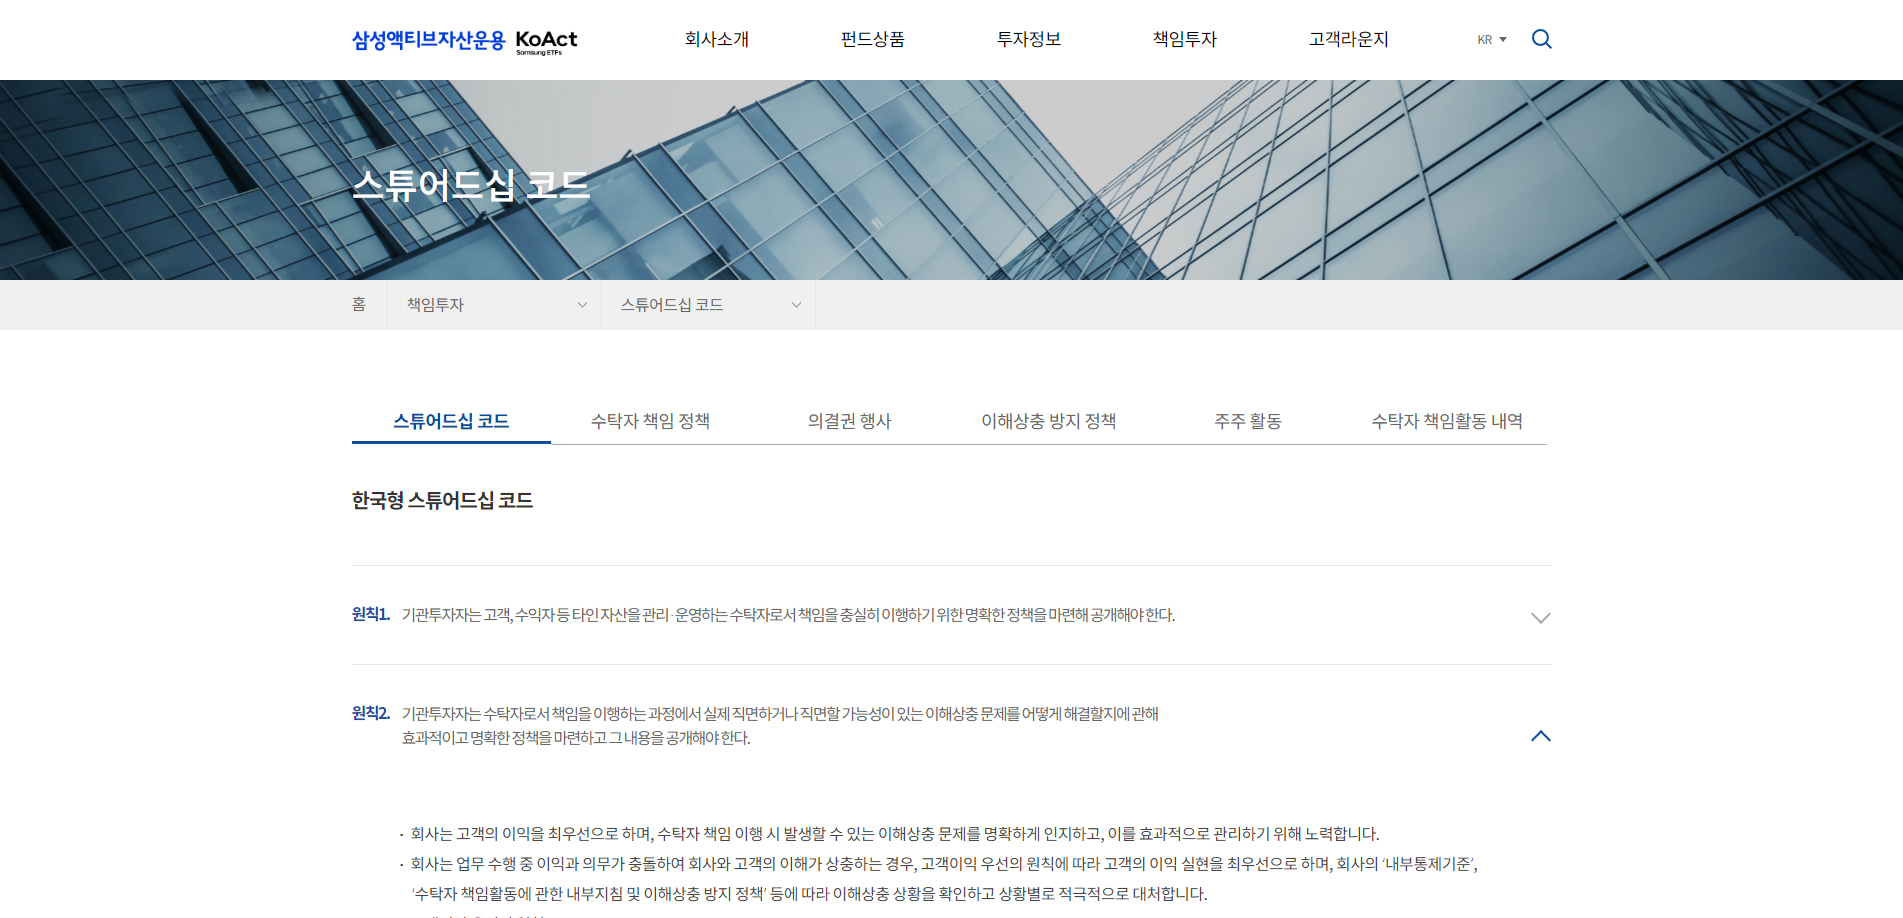 삼성액티브자산운용 KoAct
Samsung ETFs
회사소개 펀드상품 투자정보 책임투자 고객라운지 KR
스튜어드십 코드
홈 책임투자 스튜어드십 코드
스튜어드십 코드 수탁자 책임 정책 의결권 행사 이해상충 방지 정책 주주 활동 수탁자 책임활동 내역
한국형 스튜어드십 코드
원칙1. 기관투자자는 고객, 수익자 등 타인 자산을 관리·운영하는 수탁자로서 책임을 충실히 이행하기 위한 명확한 정책을 마련해 공개해야 한다.
원칙2. 기관투자자는 수탁자로서 책임을 이행하는 과정에서 실제 직면하거나 직면할 가능성이 있는 이해상충 문제를 어떻게 해결할지에 관해
효과적이고 명확한 정책을 마련하고 그 내용을 공개해야 한다.
· 회사는 고객의 이익을 최우선으로 하며, 수탁자 책임 이행 시 발생할 수 있는 이해상충 문제를 명확하게 인지하고, 이를 효과적으로 관리하기 위해 노력합니다.
· 회사는 업무 수행 중 이익과 의무가 충돌하여 회사와 고객의 이해가 상충하는 경우, 고객이익 우선의 원칙에 따라 고객의 이익 실현을 최우선으로 하며, 회사의 ‘내부통제기준’,
‘수탁자 책임활동에 관한 내부지침 및 이해상충 방지 정책’ 등에 따라 이해상충 상황을 확인하고 상황별로 적극적으로 대처합니다.